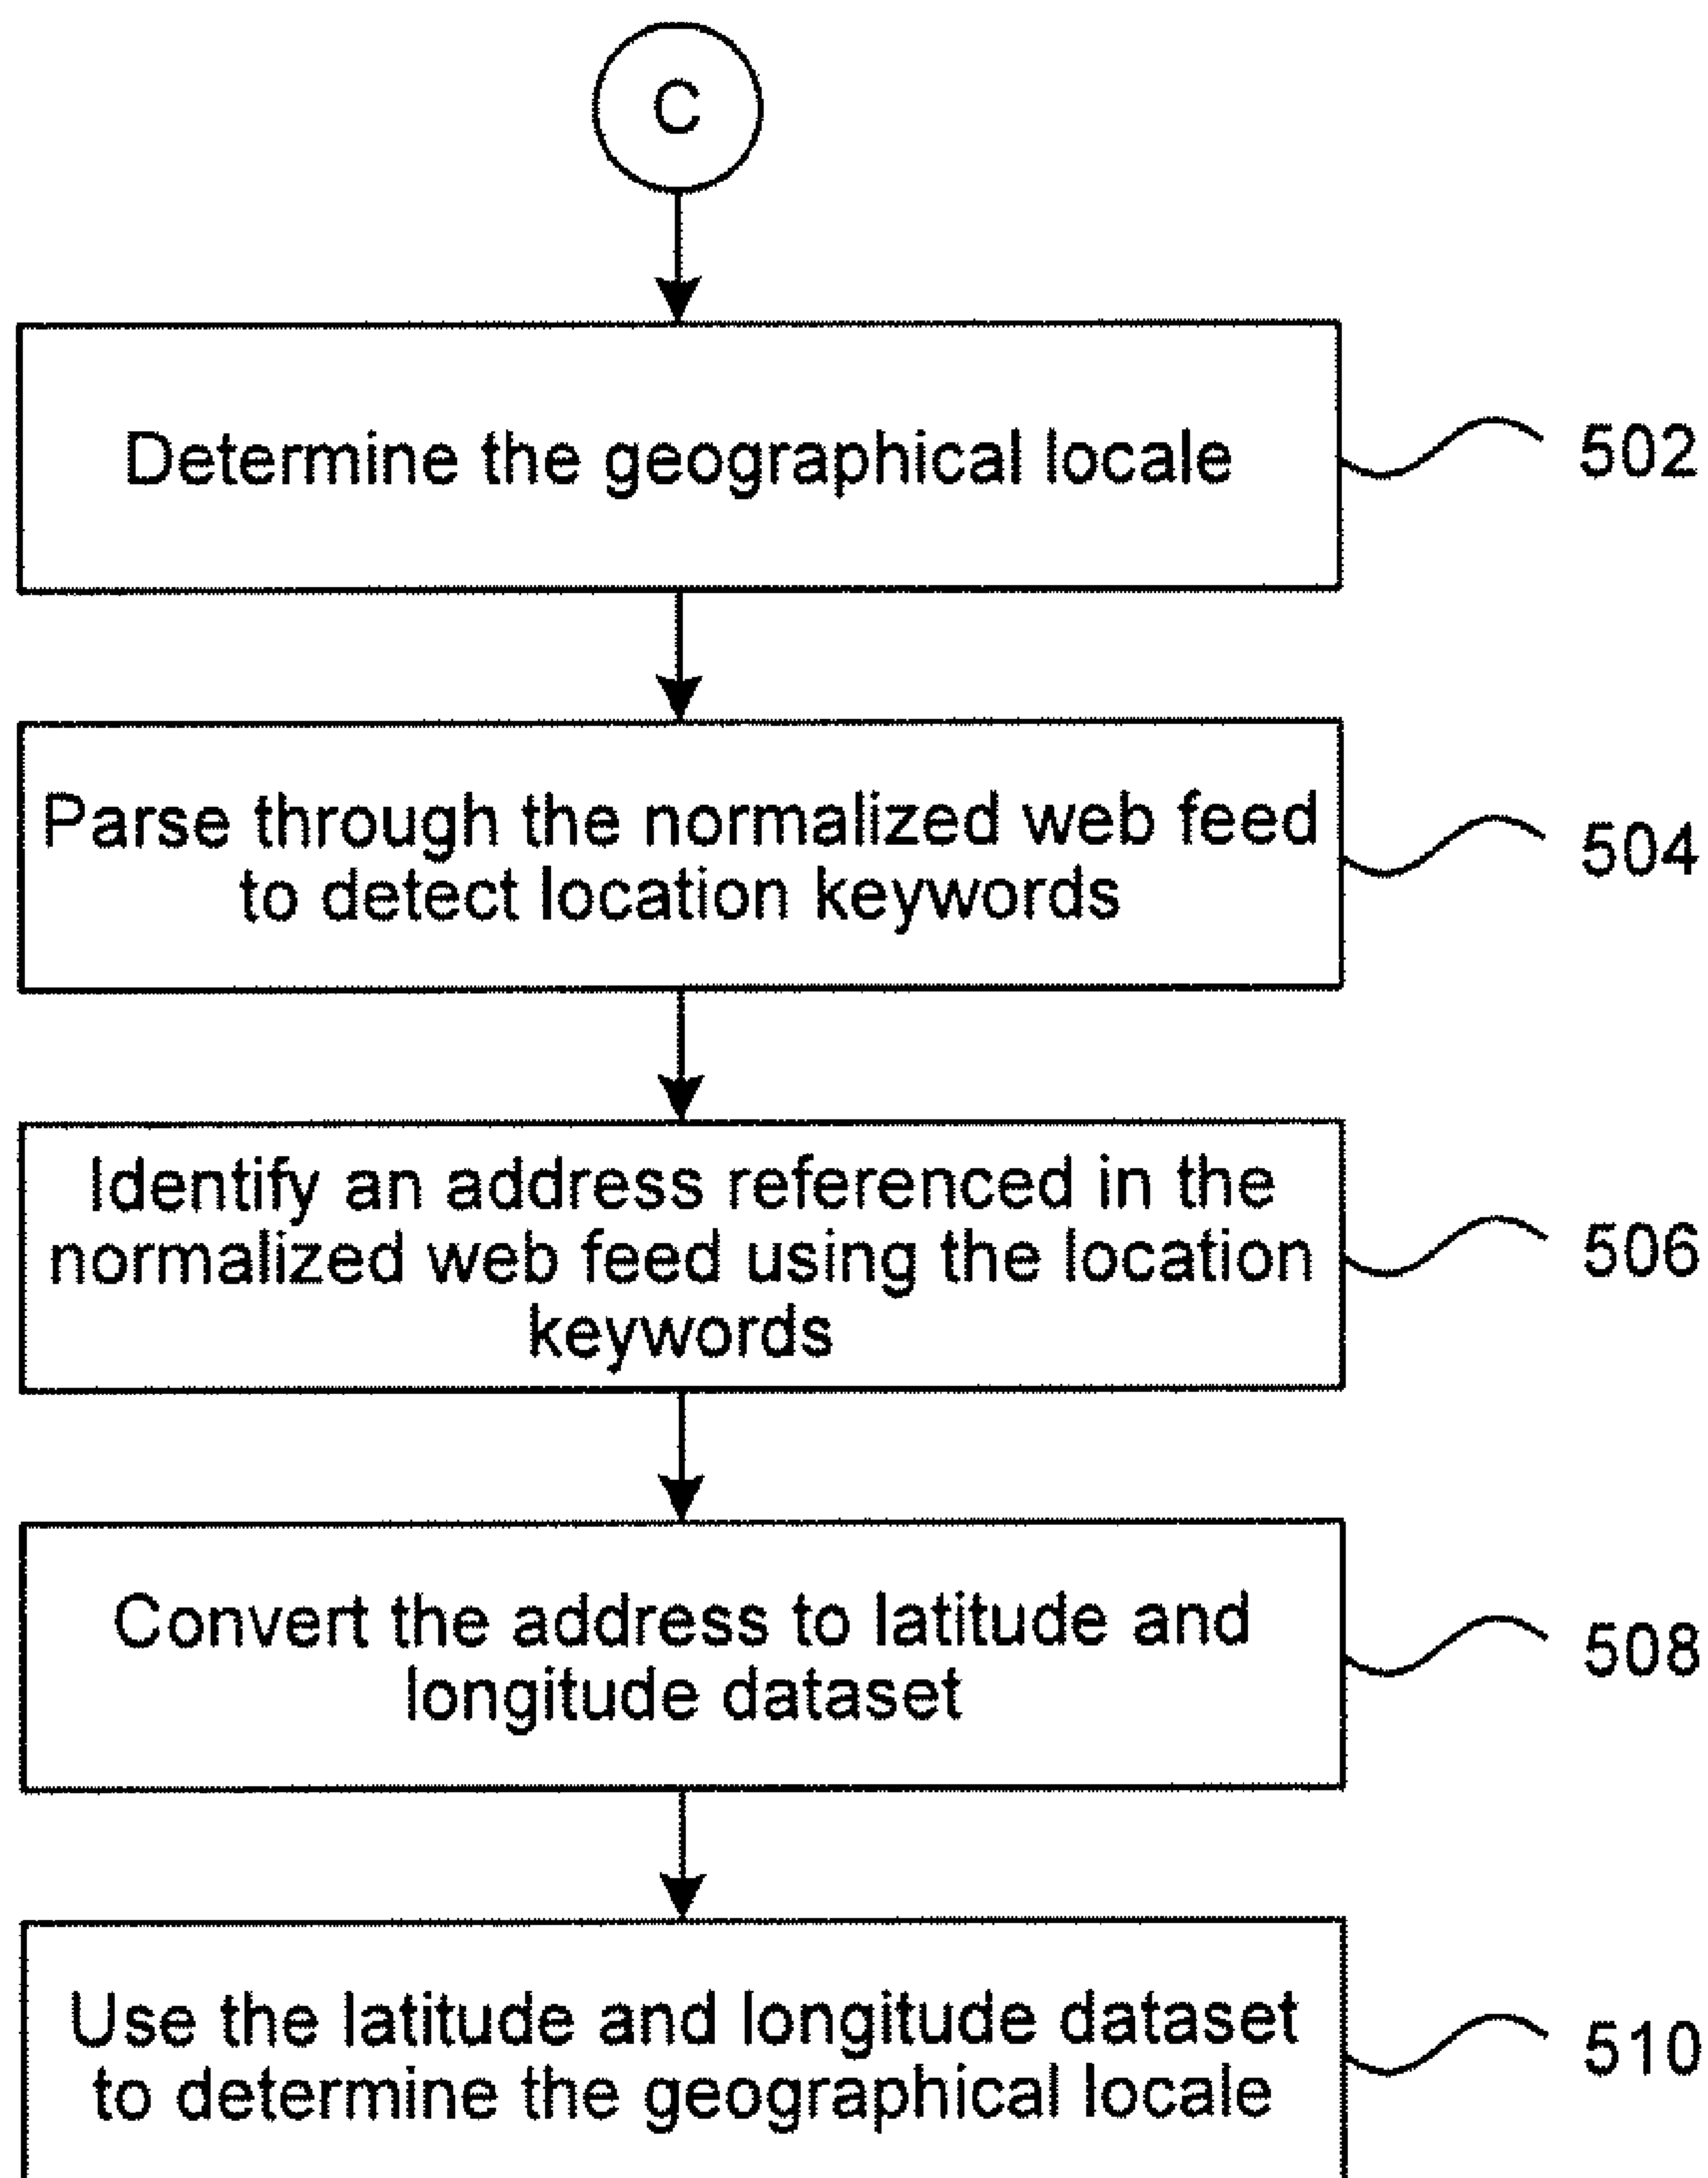 C
Determine the geographical locale
502
Parse through the normalized web feed
to detect location keywords
504
Identify an address referenced in the
normalized web feed using the location
keywords
506
Convert the address to latitude and
longitude dataset
508
Use the latitude and longitude dataset
to determine the geographical locale
510